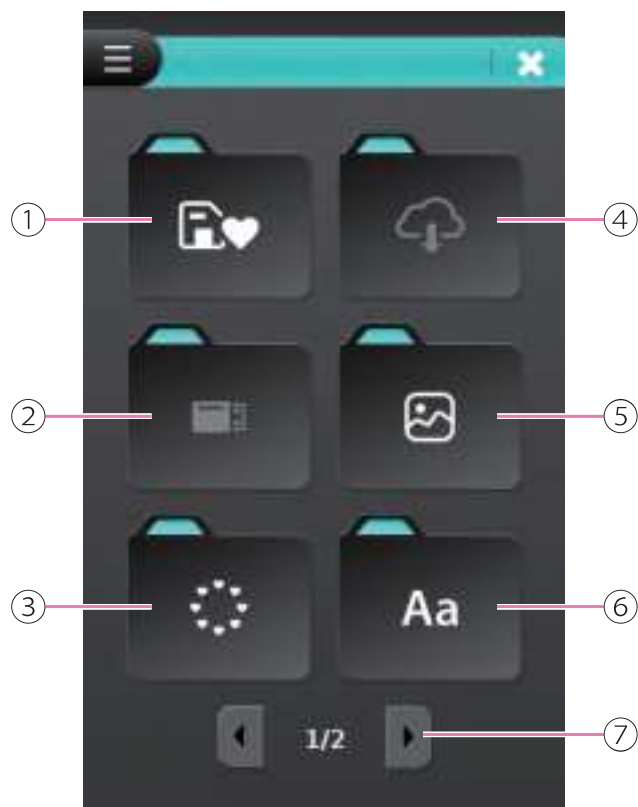 ① ④
② ⑤
③ Aa ⑥
1/2 ⑦